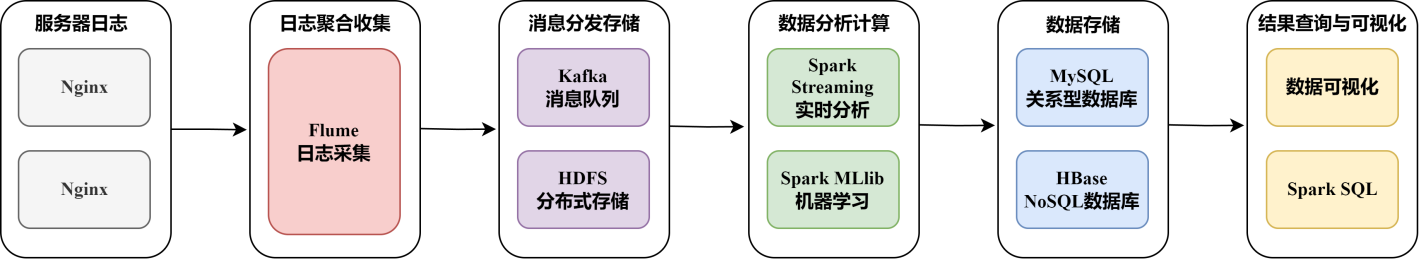 服务器日志
Nginx
Nginx
日志聚合收集
Flume
日志采集
消息分发存储
Kafka
消息队列
HDFS
分布式存储
数据分析计算
Spark
Streaming
实时分析
Spark MLlib
机器学习
数据存储
MySQL
关系型数据库
HBase
NoSQL数据库
结果查询与可视化
数据可视化
Spark SQL